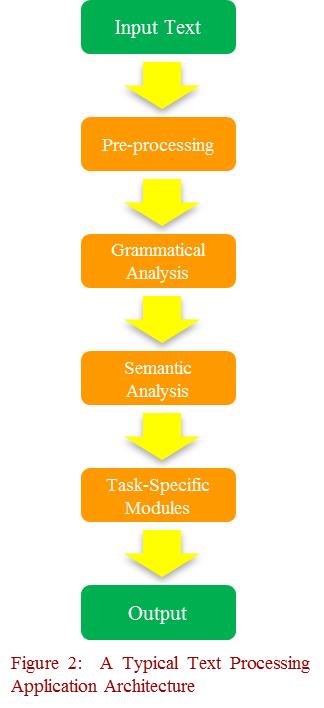 Input Text
Pre-processing
Grammatical
Analysis
Semantic
Analysis
Task-Specific
Modules
Output
Figure 2: A Typical Text Processing
Application Architecture